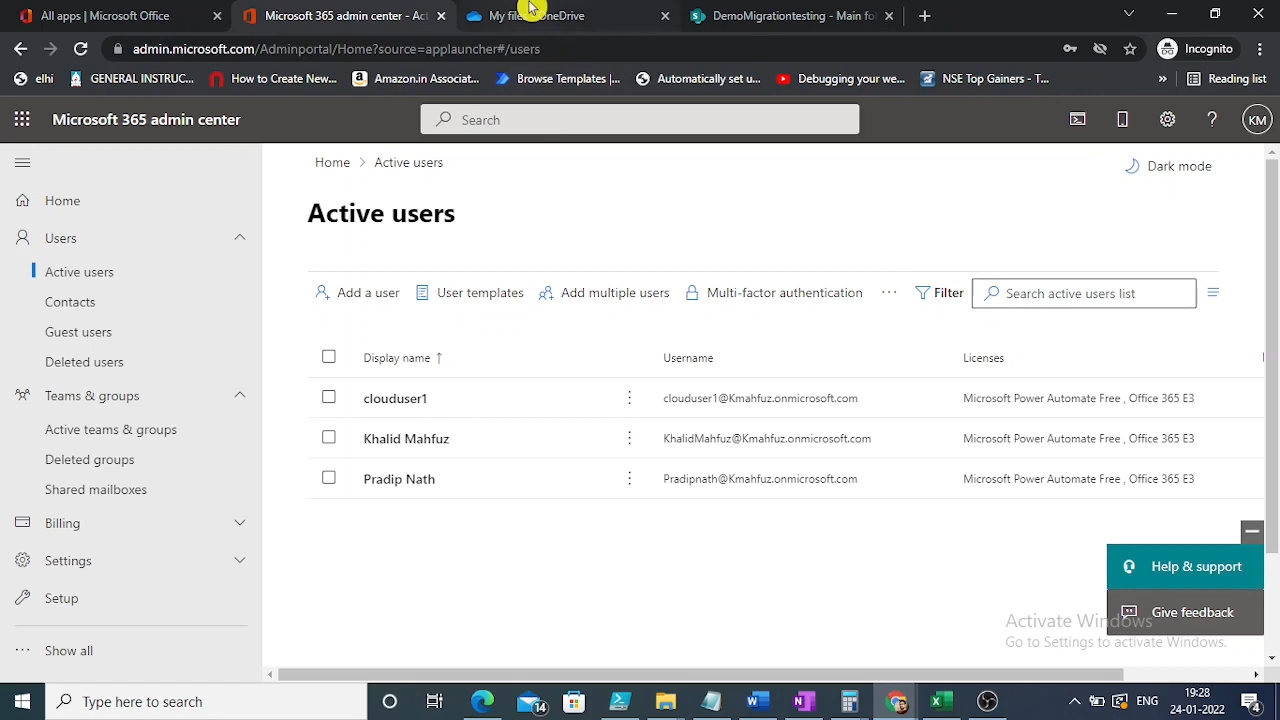 All apps | Microsoft Office
Microsoft 365 admin center - Act
My file
neDrive
DemoMigrationtesting - Main fol
admin.microsoft.com/Adminportal/Home?source=applauncher#/users
Incognito
elhi
GENERAL INSTRUC...
How to Create New...
Amazon.in Associat...
Browse Templates |...
Automatically set u...
Debugging your we...
NSE Top Gainers - T...
»
Reading list
Microsoft 365 admin center
Search
KM
Home > Active users
Dark mode
Home
Users
Active users
Contacts
Guest users
Deleted users
Teams & groups
Active teams & groups
Deleted groups
Shared mailboxes
Billing
Settings
Setup
Show all
Active users
Add a user
User templates
Add multiple users
Multi-factor authentication
Filter
Search active users list
Display name ↑
Username
Licenses
clouduser1
clouduser1@Kmahfuz.onmicrosoft.com
Microsoft Power Automate Free , Office 365 E3
Khalid Mahfuz
KhalidMahfuz@Kmahfuz.onmicrosoft.com
Microsoft Power Automate Free , Office 365 E3
Pradip Nath
Pradipnath@Kmahfuz.onmicrosoft.com
Microsoft Power Automate Free , Office 365 E3
Help & support
Give feedback
Activate Windows
Go to Settings to activate Windows.
Type here to search
14
ENG
19:28
24-01-2022
4